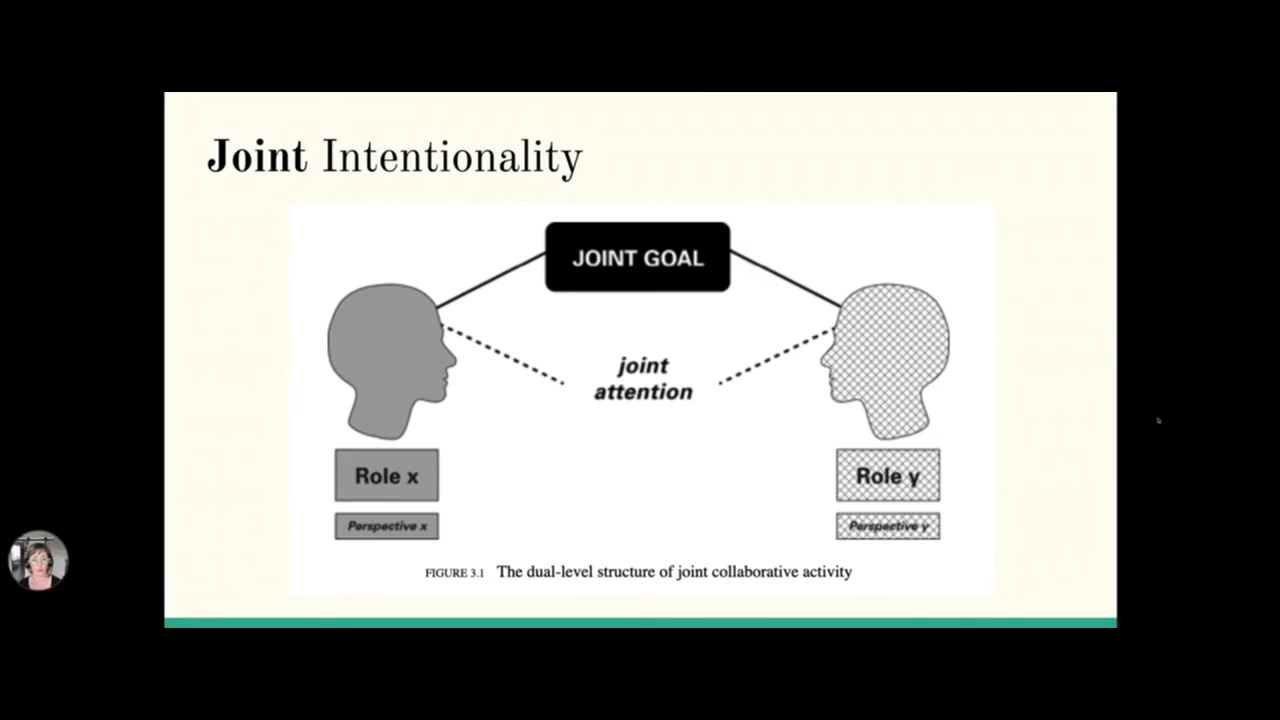 Joint Intentionality
JOINT GOAL
joint
attention
Role x
Role y
Perspective x
Perspective y
FIGURE 3.1 The dual-level structure of joint collaborative activity